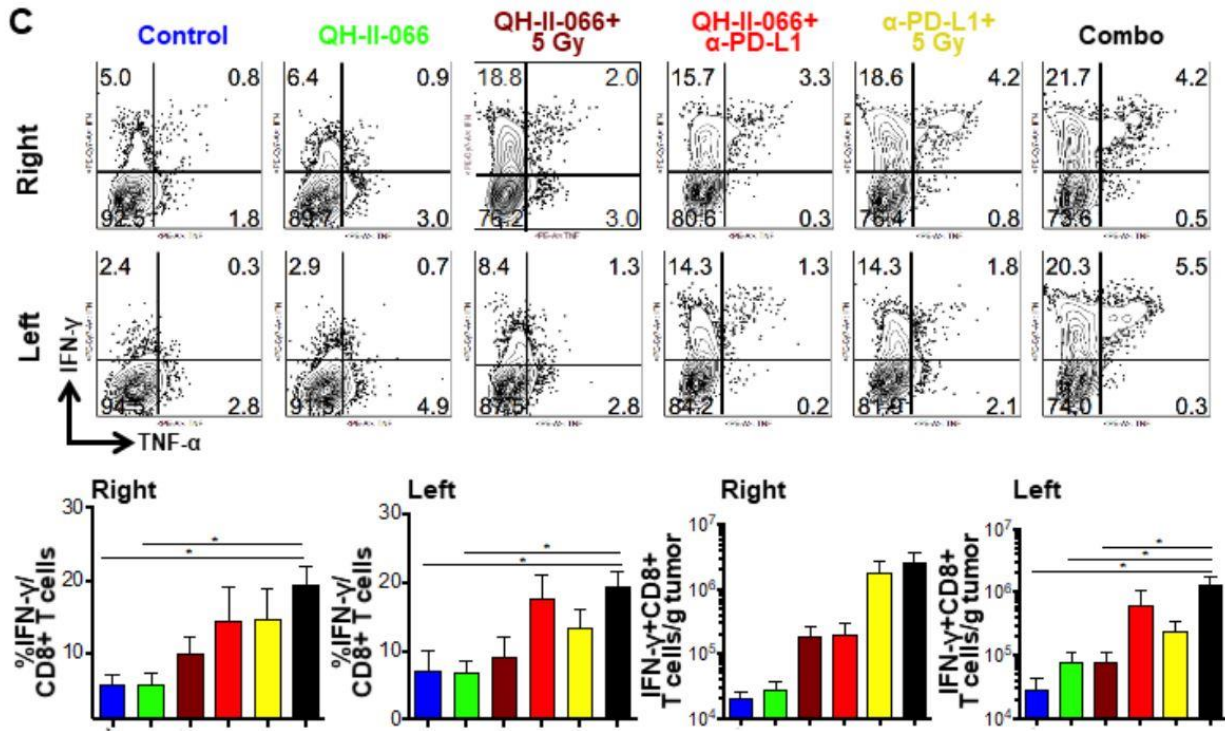 C
Control
QH-II-066
QH-II-066+
5 Gy
QH-II-066+
α-PD-L1
α-PD-L1+
5 Gy
Combo
Right
5.0 0.8
92.5 1.8
6.4 0.9
89.7 3.0
18.8 2.0
76.2 3.0
15.7 3.3
80.6 0.3
18.6 4.2
76.4 0.8
21.7 4.2
73.6 0.5
Left
2.4 0.3
94.5 2.8
2.9 0.7
91.5 4.9
8.4 1.3
87.5 2.8
14.3 1.3
84.2 0.2
14.3 1.8
81.9 2.1
20.3 5.5
74.0 0.3
IFN-γ
TNF-α
Right
%IFN-γ/
CD8+ T cells
30
20
10
*
*
Left
%IFN-γ/
CD8+ T cells
30
20
10
0
*
*
Right
IFN-γ+CD8+
T cells/g tumor
10⁷
10⁶
10⁵
10⁴
Left
IFN-γ+CD8+
T cells/g tumor
10⁷
10⁶
10⁵
10⁴
*
*
*